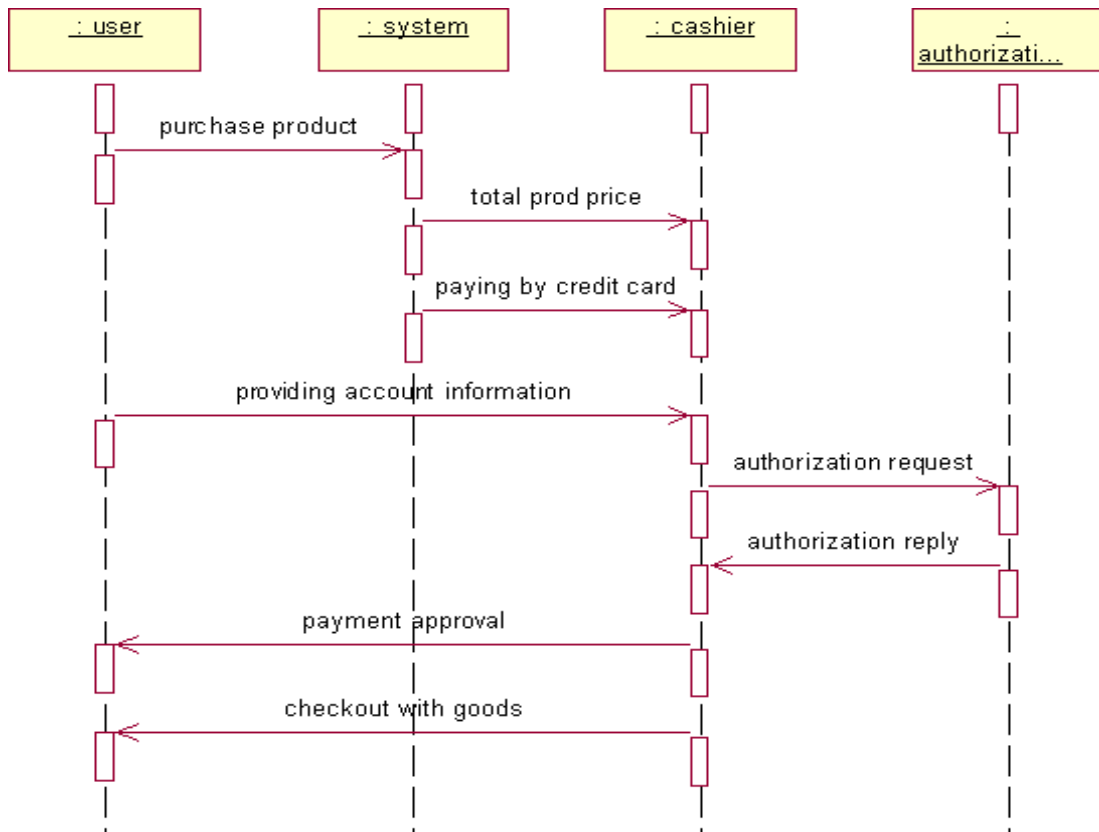 : user
: system
: cashier
:
authorizati...
purchase product
total prod price
paying by credit card
providing account information
authorization request
authorization reply
payment approval
checkout with goods